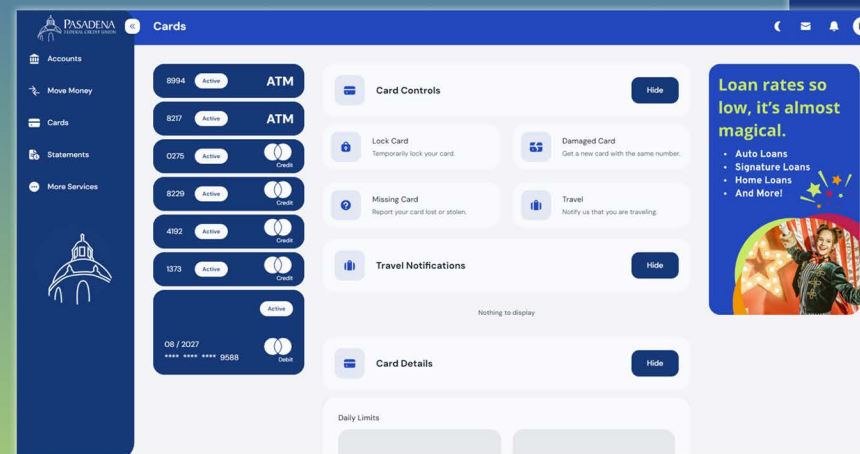 PASADENA
FEDERAL CREDIT UNION
Cards
Accounts
Move Money
Cards
Statements
More Services
8994 Active ATM
8217 Active ATM
0275 Active Credit
8229 Active Credit
4192 Active Credit
1373 Active Credit
Active
08 / 2027
**** **** **** 9588 Debit
Card Controls Hide
Lock Card
Temporarily lock your card.
Damaged Card
Get a new card with the same number.
Missing Card
Report your card lost or stolen.
Travel
Notify us that you are traveling.
Travel Notifications Hide
Nothing to display
Card Details Hide
Daily Limits
Loan rates so
low, it's almost
magical.
• Auto Loans
• Signature Loans
• Home Loans
• And More!